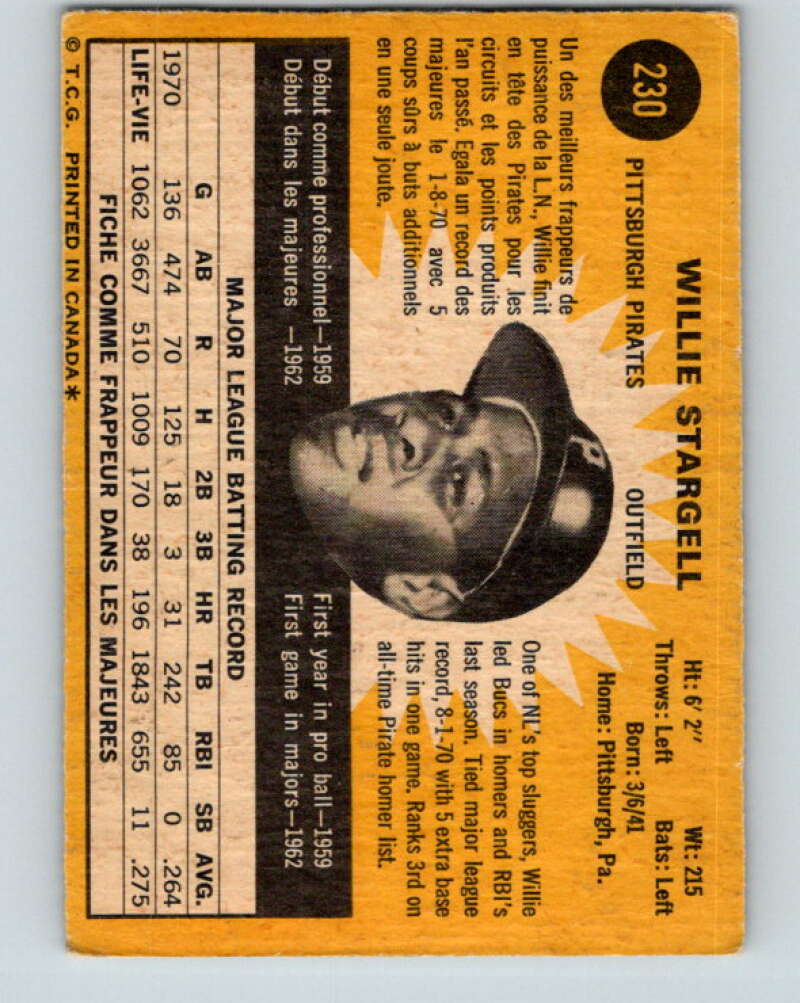 230
WILLIE STARGELL
PITTSBURGH PIRATES OUTFIELD
Ht: 6' 2" Wt: 215
Throws: Left Bats: Left
Born: 3/6/41
Home: Pittsburgh, Pa.
Un des meilleurs frappeurs de
puissance de la L.N., Willie finit
en tête des Pirates pour les
circuits et les points produits
l'an passé. Egala un record des
majeures le 1-8-70 avec 5
coups sûrs à buts additionnels
en une seule joute.
P
One of NL's top sluggers, Willie
led Bucs in homers and RBI's
last season. Tied major league
record, 8-1-70 with 5 extra base
hits in one game. Ranks 3rd on
all-time Pirate homer list.
Début comme professionnel—1959
Début dans les majeures —1962
First year in pro ball—1959
First game in majors—1962
MAJOR LEAGUE BATTING RECORD
G AB R H 2B 3B HR TB RBI SB AVG.
1970 136 474 70 125 18 3 31 242 85 0 .264
LIFE-VIE 1062 3667 510 1009 170 38 196 1843 655 11 .275
FICHE COMME FRAPPEUR DANS LES MAJEURES
© T.C.G. PRINTED IN CANADA *